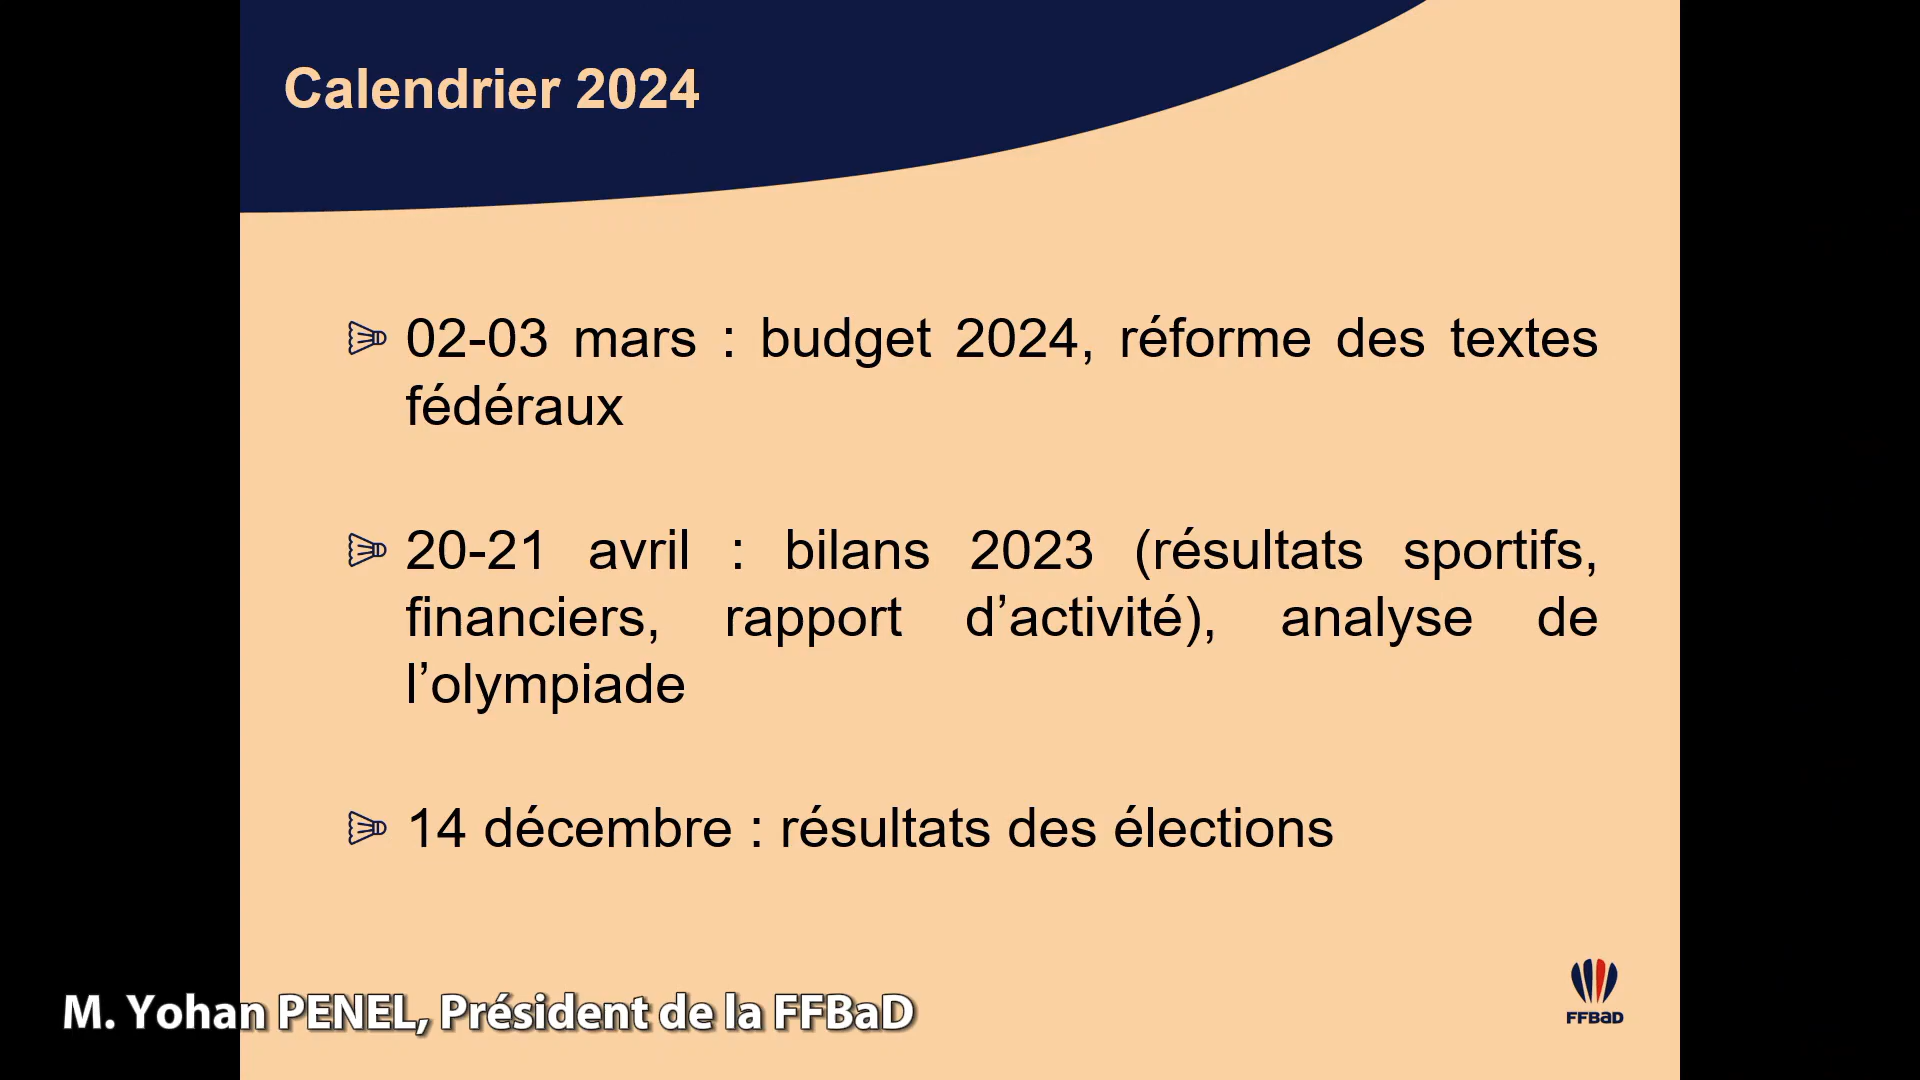 Calendrier 2024
02-03 mars : budget 2024, réforme des textes
fédéraux
20-21 avril : bilans 2023 (résultats sportifs,
financiers, rapport d’activité), analyse de
l’olympiade
14 décembre : résultats des élections
M. Yohan PENEL, Président de la FFBaD
FFBaD